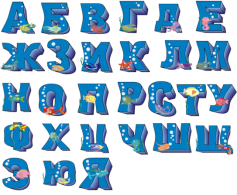 А Б В Г Д Е
Ж З И К Л М
Н О П Р С Т У
Ф Х Ц Ч Ш Щ
Э Ю Я